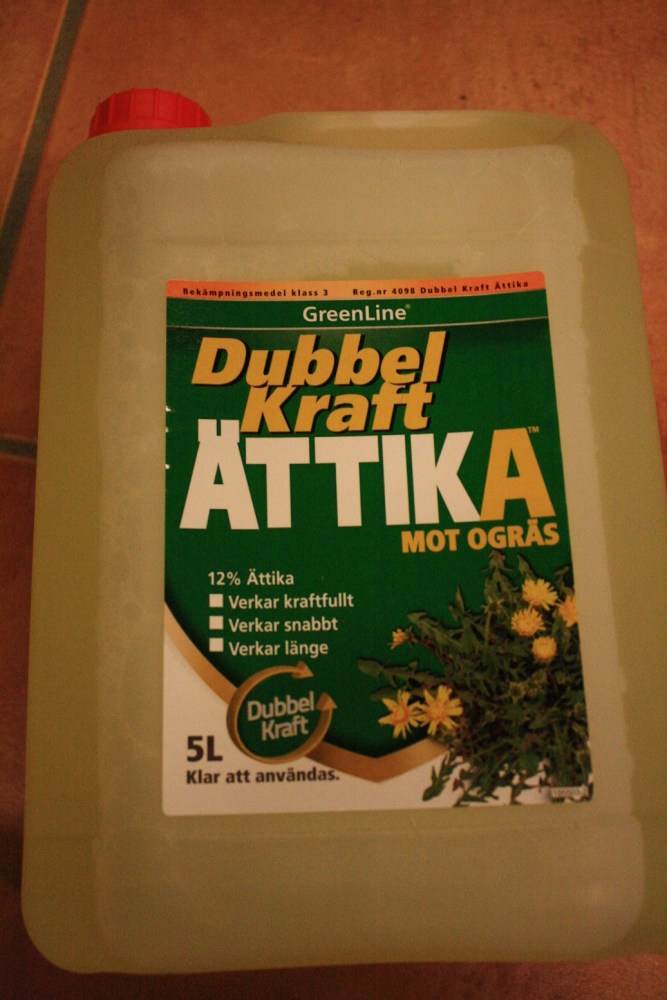 Bekämpningsmedel klass 3 Reg.nr 4098 Dubbel Kraft Ättika
GreenLine®
Dubbel
Kraft
ÄTTIKA™
MOT OGRÄS
12% Ättika
Verkar kraftfullt
Verkar snabbt
Verkar länge
Dubbel
Kraft
5L
Klar att användas.